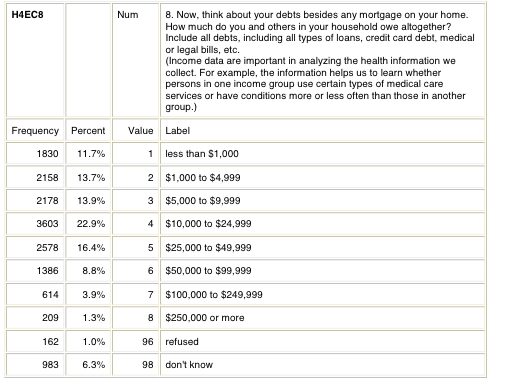 H4EC8 Num 8. Now, think about your debts besides any mortgage on your home.
How much do you and others in your household owe altogether?
Include all debts, including all types of loans, credit card debt, medical
or legal bills, etc.
(Income data are important in analyzing the health information we
collect. For example, the information helps us to learn whether
persons in one income group use certain types of medical care
services or have conditions more or less often than those in another
group.)
Frequency Percent Value Label
1830 11.7% 1 less than $1,000
2158 13.7% 2 $1,000 to $4,999
2178 13.9% 3 $5,000 to $9,999
3603 22.9% 4 $10,000 to $24,999
2578 16.4% 5 $25,000 to $49,999
1386 8.8% 6 $50,000 to $99,999
614 3.9% 7 $100,000 to $249,999
209 1.3% 8 $250,000 or more
162 1.0% 96 refused
983 6.3% 98 don't know